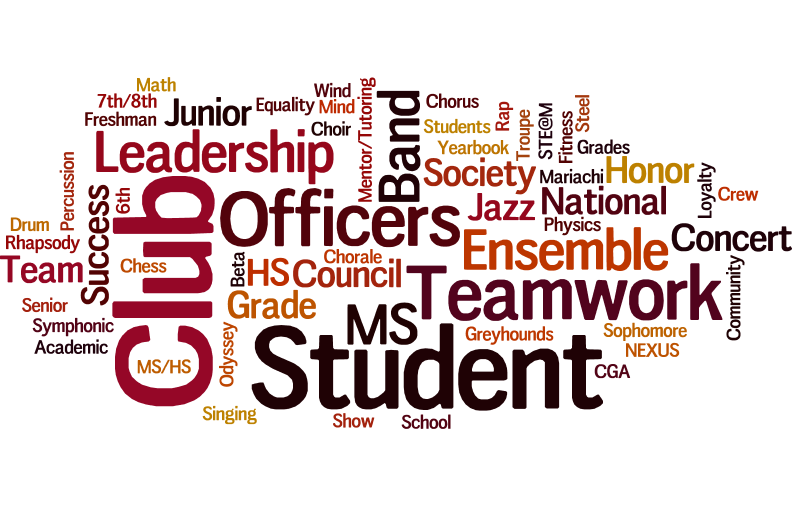 Math
7th/8th
Freshman
Junior
Equality
Wind
Mind
Choir
Mentor/Tutoring
Band
Chorus
Students
Yearbook
Rap
Troupe
STE@M
Fitness
Steel
Grades
Leadership
Society
Mariachi
Honor
Loyalty
Crew
Percussion
6th
Success
Club
Officers
Jazz
National
Physics
Drum
Rhapsody
Team
Chess
Beta
HS
Chorale
Council
Ensemble
Concert
Community
Senior
Symphonic
Academic
Grade
Teamwork
MS
MS/HS
Odyssey
Student
Greyhounds
Sophomore
NEXUS
CGA
Singing
Show
School